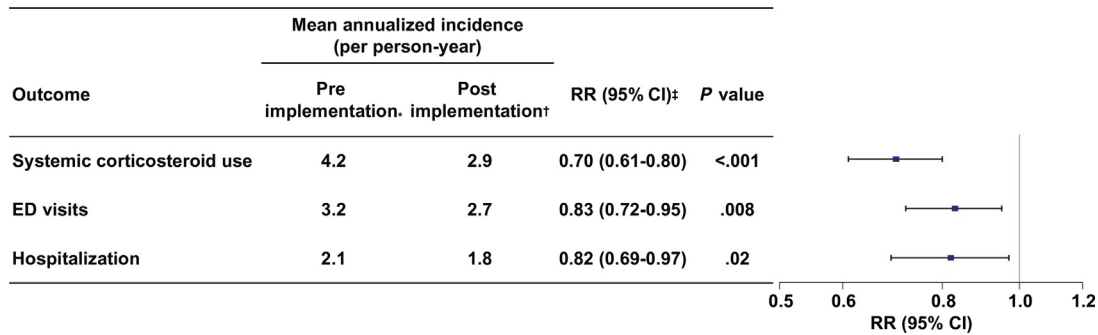 Mean annualized incidence
(per person-year)
Outcome Pre implementation* Post implementation† RR (95% CI)‡ P value
Systemic corticosteroid use 4.2 2.9 0.70 (0.61-0.80) <.001
ED visits 3.2 2.7 0.83 (0.72-0.95) .008
Hospitalization 2.1 1.8 0.82 (0.69-0.97) .02
0.5 0.6 0.8 1.0 1.2
RR (95% CI)